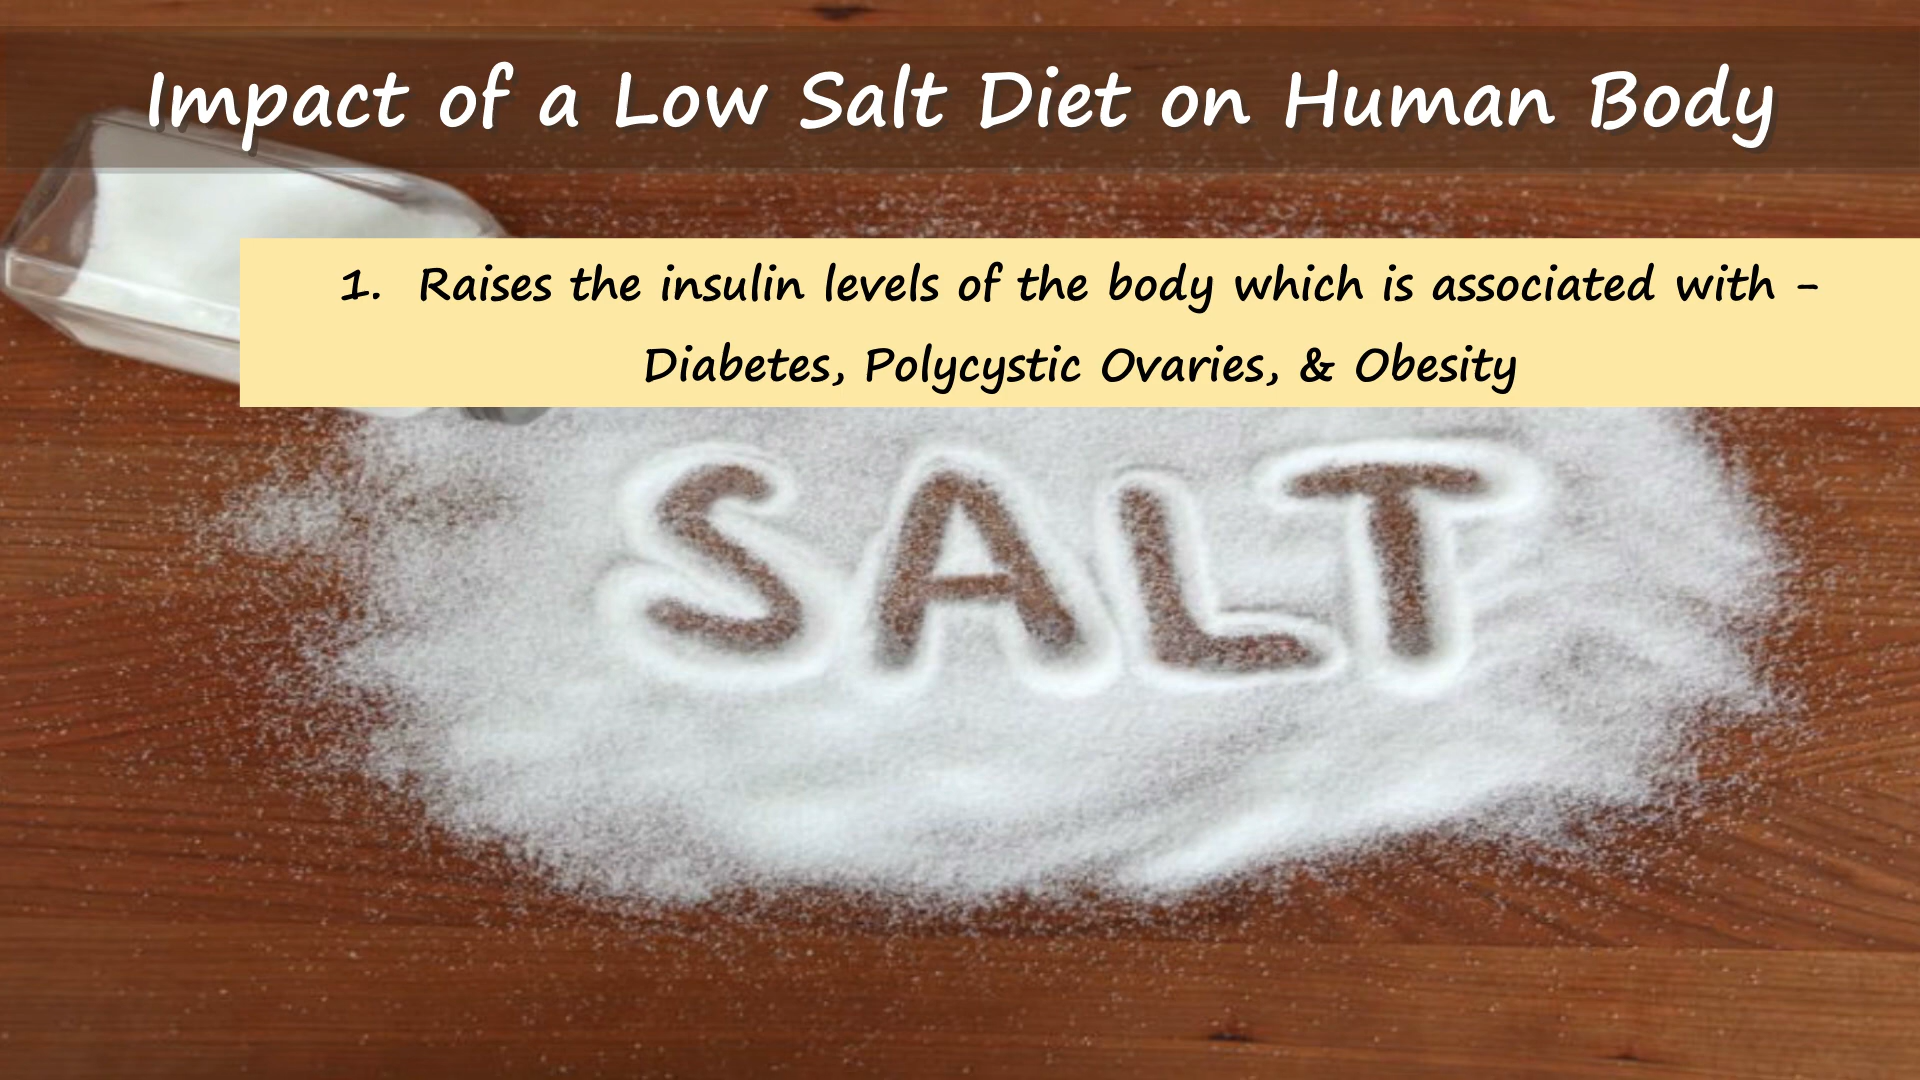 Impact of a Low Salt Diet on Human Body
1. Raises the insulin levels of the body which is associated with -
Diabetes, Polycystic Ovaries, & Obesity
SALT